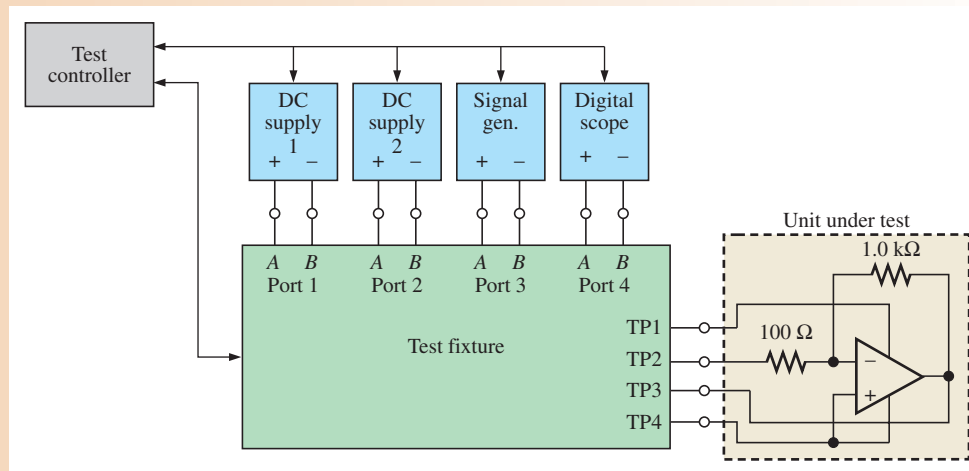 Test
controller
DC
supply
1
+ −
DC
supply
2
+ −
Signal
gen.
+ −
Digital
scope
+ −
A B
Port 1
A B
Port 2
A B
Port 3
A B
Port 4
Test fixture
TP1
TP2
TP3
TP4
Unit under test
1.0 kΩ
100 Ω
−
+